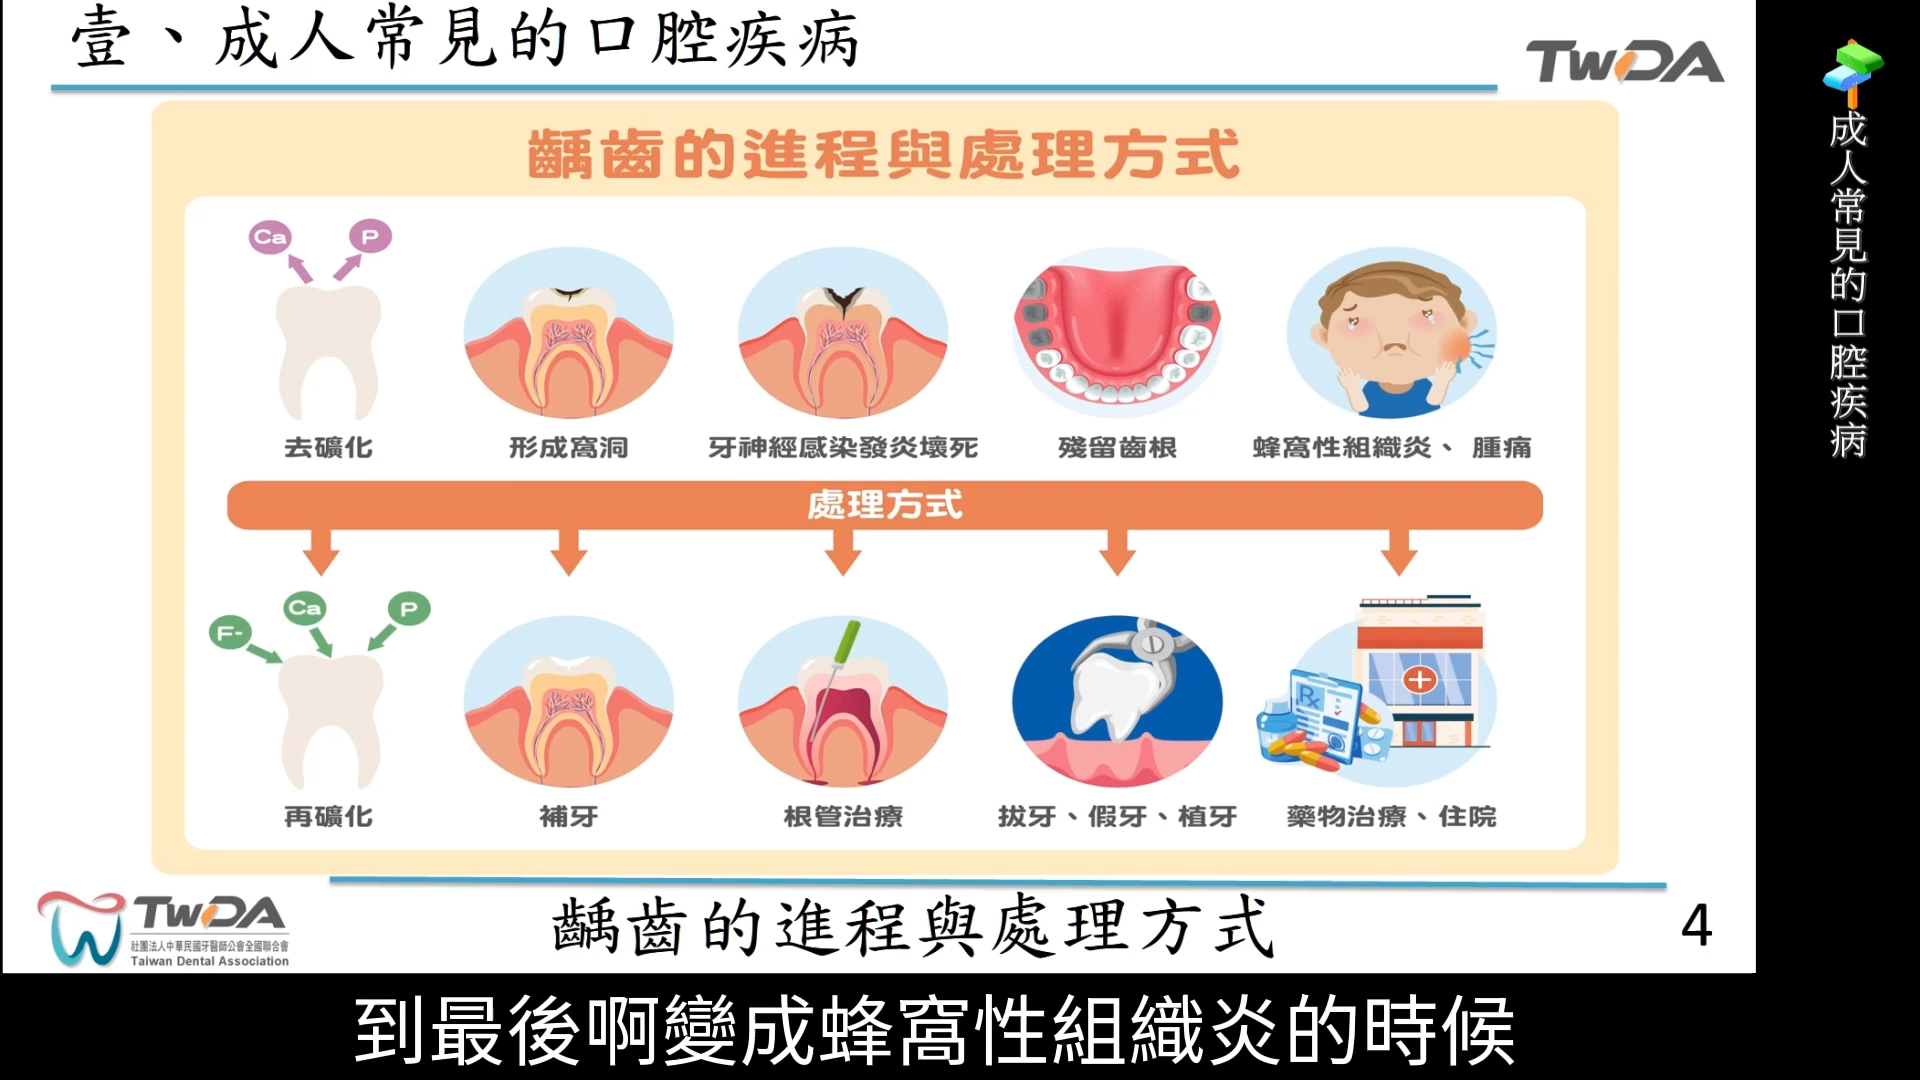 壹、成人常見的口腔疾病
TwDA
齲齒的進程與處理方式
Ca
P
去礦化
形成窩洞
牙神經感染發炎壞死
殘留齒根
蜂窩性組織炎、 腫痛
處理方式
F-
Ca
P
Rx
再礦化
補牙
根管治療
拔牙、假牙、植牙
藥物治療、住院
TwDA
社團法人中華民國牙醫師公會全國聯合會
Taiwan Dental Association
齲齒的進程與處理方式
4
成人常見的口腔疾病
到最後啊變成蜂窩性組織炎的時候